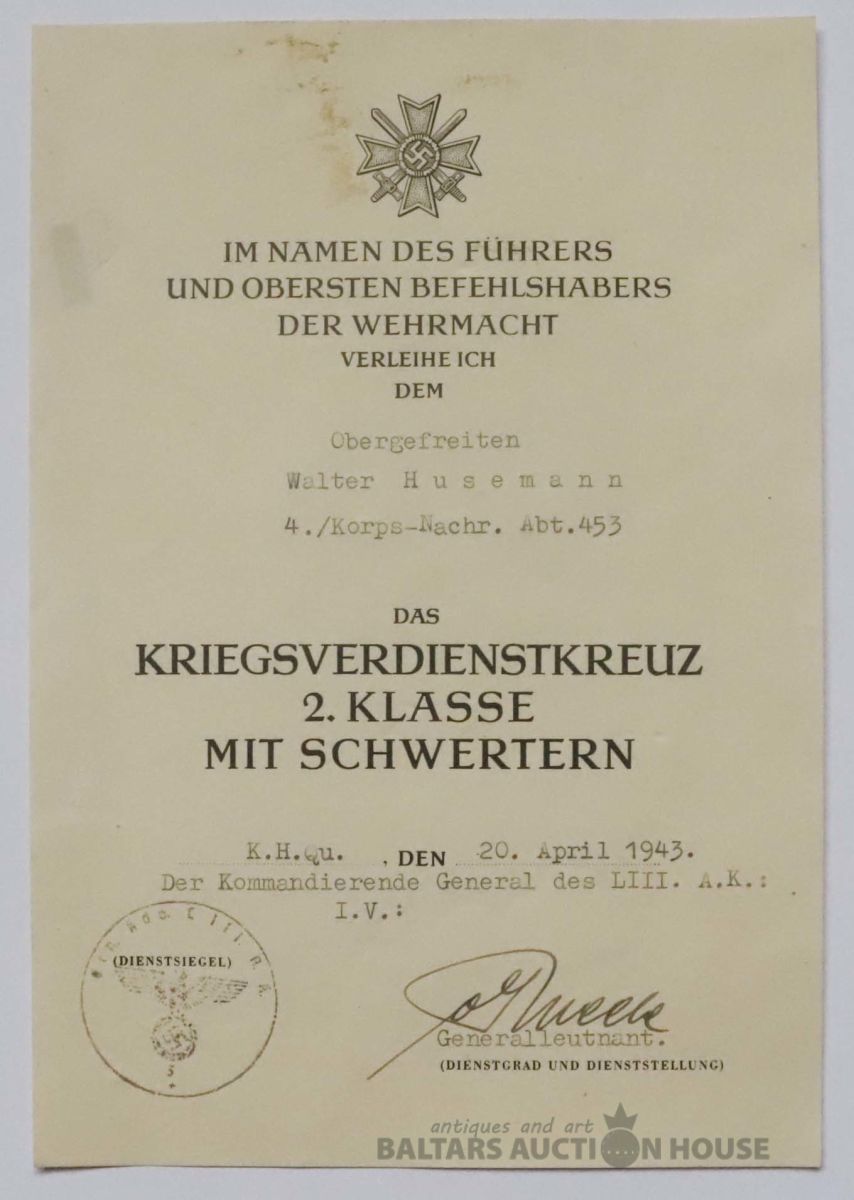 IM NAMEN DES FÜHRERS
UND OBERSTEN BEFEHLSHABERS
DER WEHRMACHT
VERLEIHE ICH
DEM
Obergefreiten
Walter H u s e m a n n
4./Korps-Nachr. Abt.453
DAS
KRIEGSVERDIENSTKREUZ
2. KLASSE
MIT SCHWERTERN
K.H.Qu. , DEN 20. April 1943.
Der Kommandierende General des LIII. A.K.:
I.V.:
(DIENSTSIEGEL)
5
Generalleutnant.
(DIENSTGRAD UND DIENSTSTELLUNG)
antiques and art
BALTARS AUCTION HOUSE